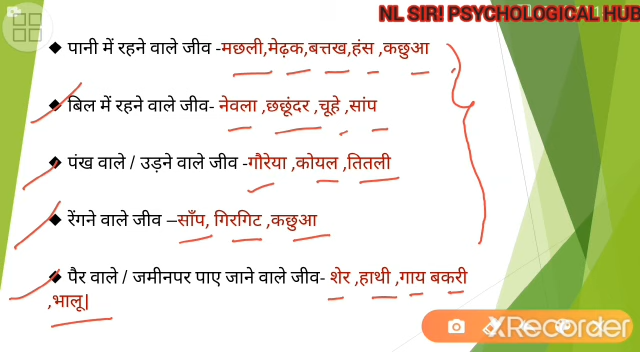 NL SIR! PSYCHOLOGICAL HUB
◆ पानी में रहने वाले जीव -मछली,मेढ़क,बत्तख,हंस ,कछुआ
◆ बिल में रहने वाले जीव- नेवला ,छछूंदर ,चूहे ,सांप
◆ पंख वाले / उड़ने वाले जीव -गौरेया ,कोयल ,तितली
◆ रेंगने वाले जीव –साँप, गिरगिट ,कछुआ
◆ पैर वाले / जमीनपर पाए जाने वाले जीव- शेर ,हाथी ,गाय बकरी
,भालू|
XRecorder